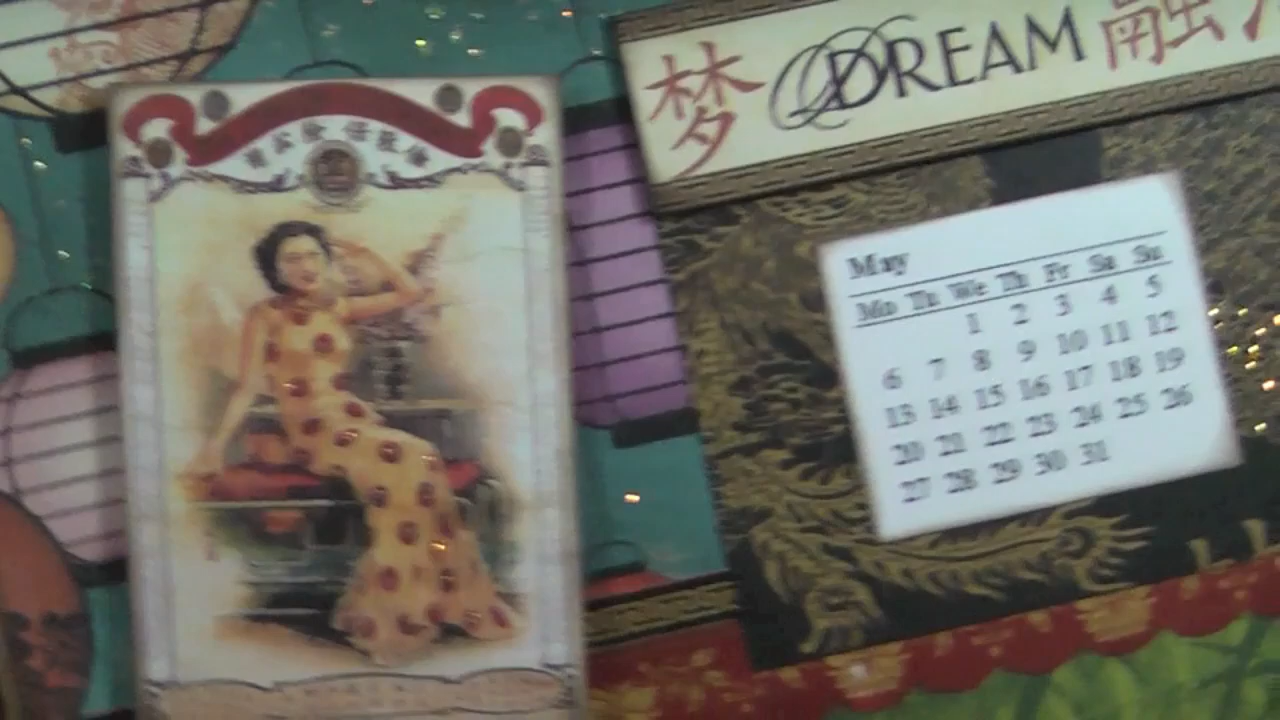 梦 DREAM 融
May
Mo Tu We Th Fr Sa Su
1 2 3 4 5
6 7 8 9 10 11 12
13 14 15 16 17 18 19
20 21 22 23 24 25 26
27 28 29 30 31